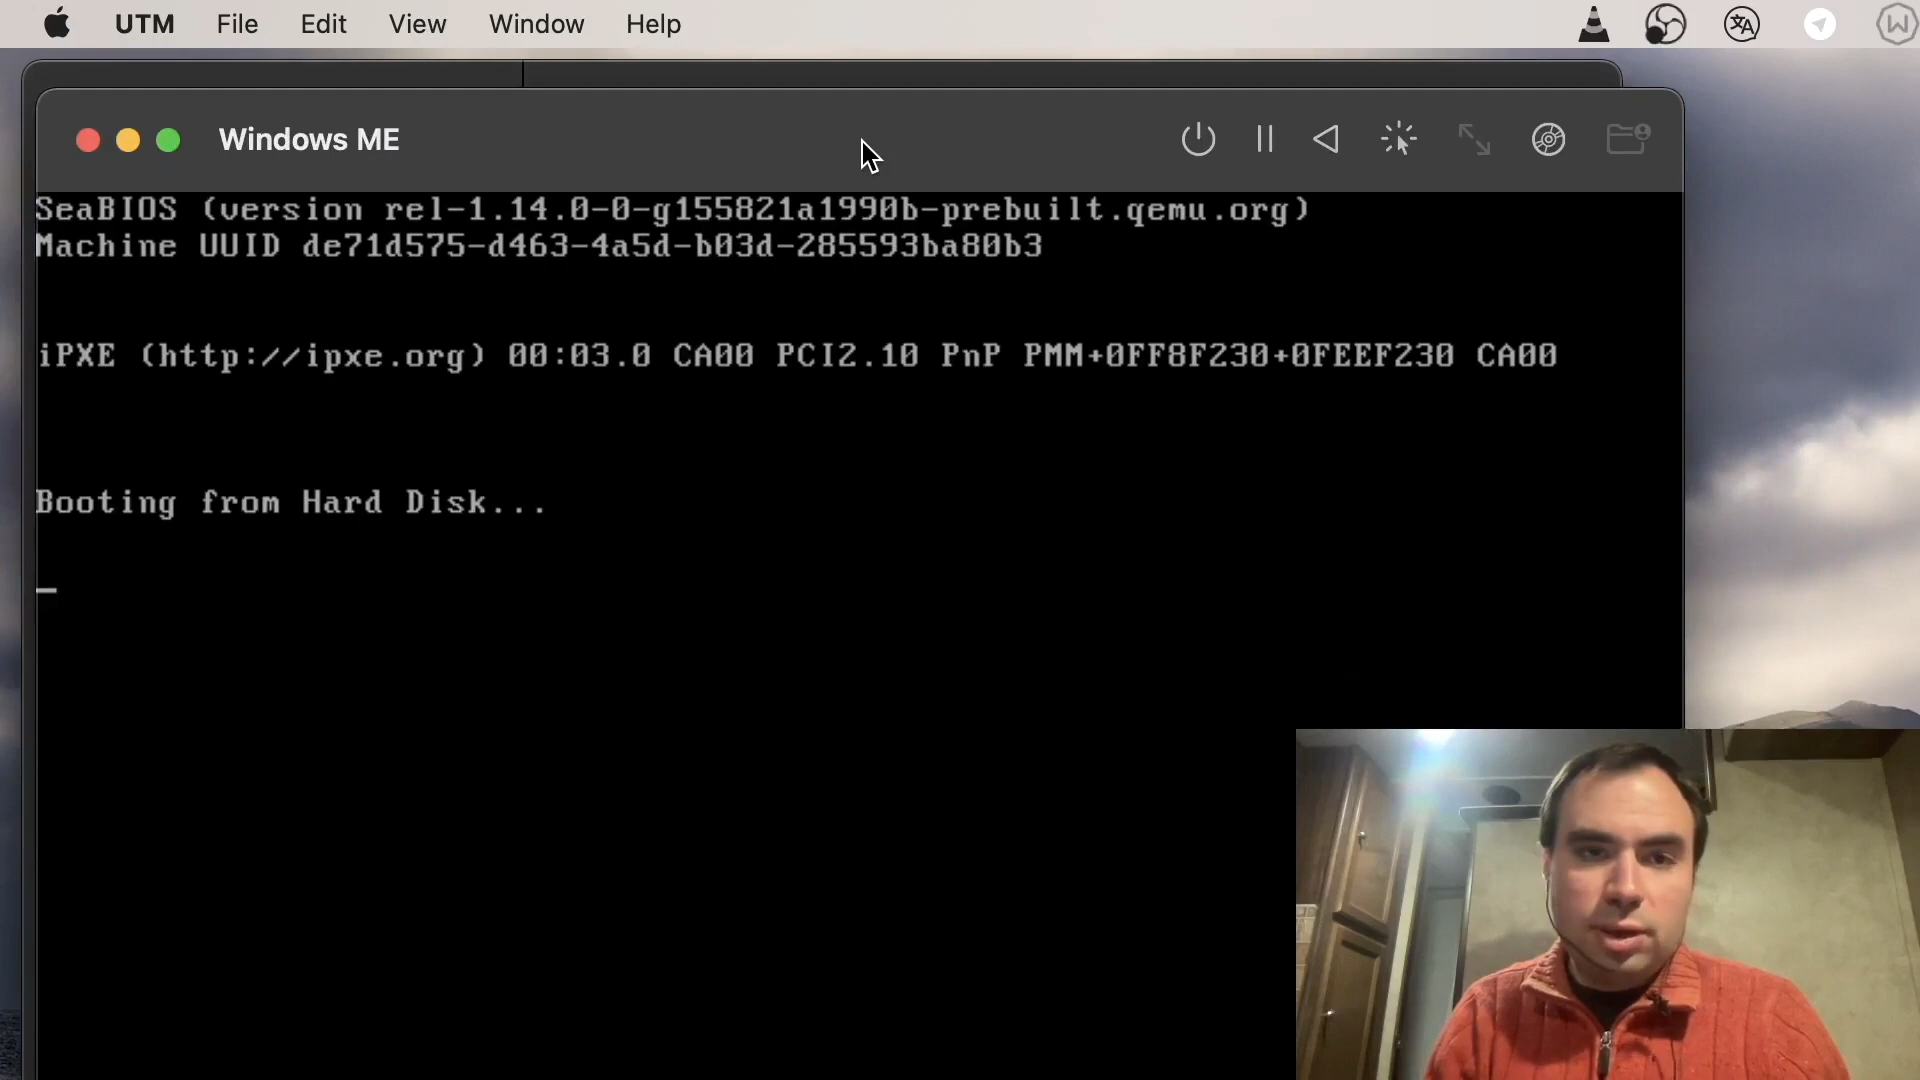 UTM File Edit View Window Help
Windows ME
SeaBIOS (version rel-1.14.0-0-g155821a1990b-prebuilt.qemu.org)
Machine UUID de71d575-d463-4a5d-b03d-285593ba80b3
iPXE (http://ipxe.org) 00:03.0 CA00 PCI2.10 PnP PMM+0FF8F230+0FEEF230 CA00
Booting from Hard Disk...
_